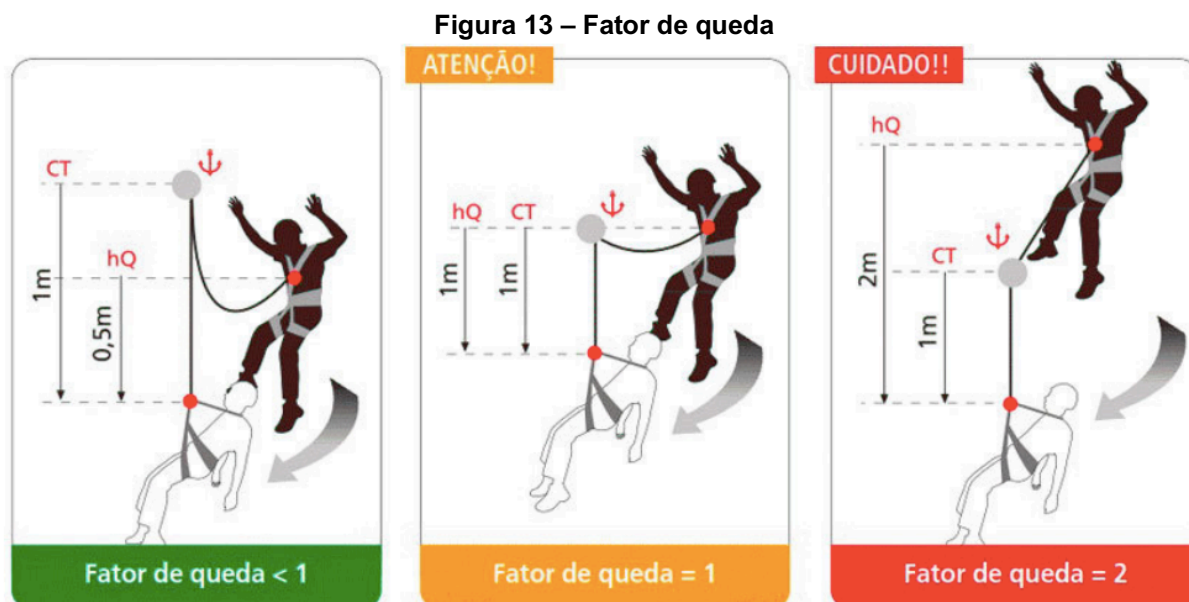 Figura 13 – Fator de queda
CT
hQ
1m
0,5m
Fator de queda < 1
ATENÇÃO!
hQ CT
1m
1m
Fator de queda = 1
CUIDADO!!
hQ
CT
2m
1m
Fator de queda = 2